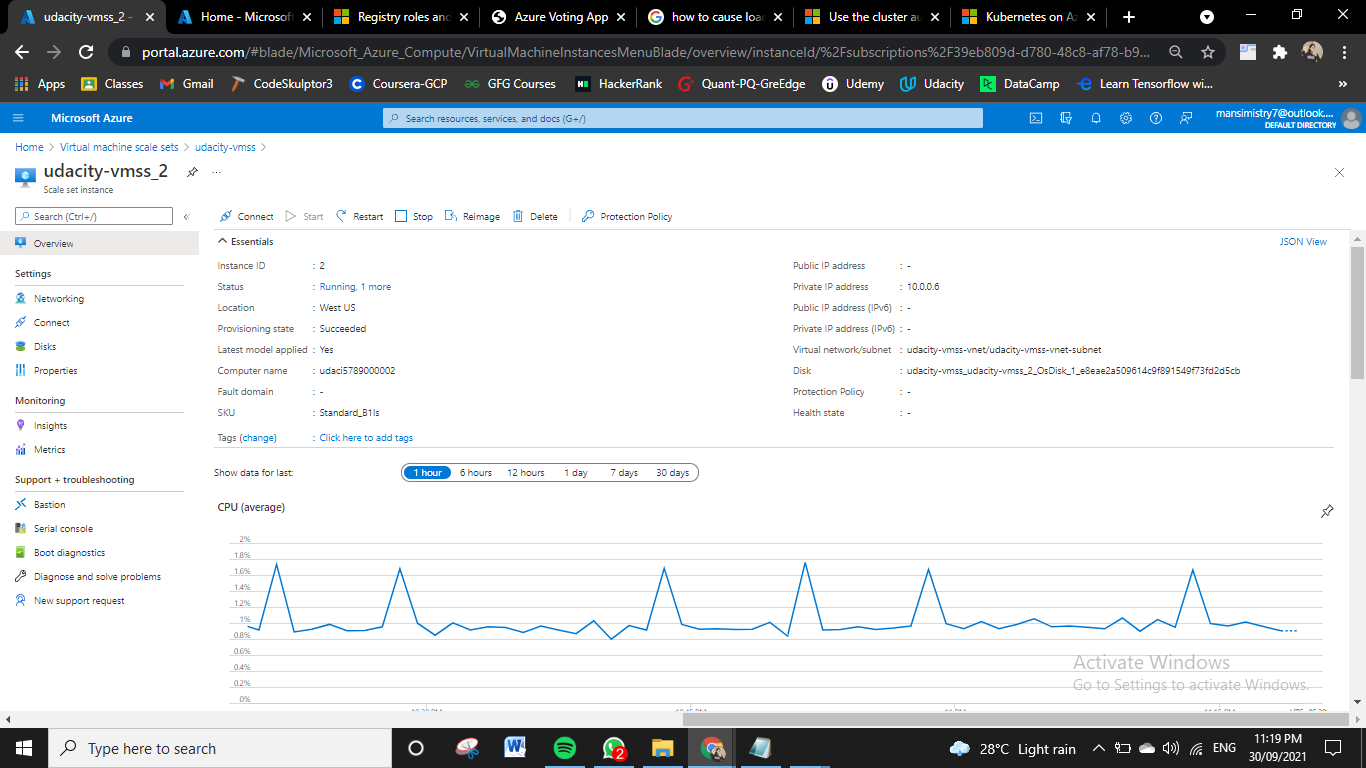 udacity-vmss_2 -
Home - Microsoft
Registry roles and
Azure Voting App
how to cause load
Use the cluster au
Kubernetes on Az
portal.azure.com/#blade/Microsoft_Azure_Compute/VirtualMachineInstancesMenuBlade/overview/instanceId/%2Fsubscriptions%2F39eb809d-d780-48c8-af78-b9...
Apps
Classes
Gmail
CodeSkulptor3
Coursera-GCP
GFG Courses
HackerRank
Quant-PQ-GreEdge
Udemy
Udacity
DataCamp
Learn Tensorflow wi...
Microsoft Azure
Search resources, services, and docs (G+/)
mansimistry7@outlook....
DEFAULT DIRECTORY
Home > Virtual machine scale sets > udacity-vmss >
udacity-vmss_2
Scale set instance
Search (Ctrl+/)
Connect
Start
Restart
Stop
Reimage
Delete
Protection Policy
Overview
Settings
Networking
Connect
Disks
Properties
Monitoring
Insights
Metrics
Support + troubleshooting
Bastion
Serial console
Boot diagnostics
Diagnose and solve problems
New support request
Essentials
JSON View
Instance ID : 2
Status : Running, 1 more
Location : West US
Provisioning state : Succeeded
Latest model applied : Yes
Computer name : udaci5789000002
Fault domain : -
SKU : Standard_B1ls
Tags (change) : Click here to add tags
Public IP address : -
Private IP address : 10.0.0.6
Public IP address (IPv6) : -
Private IP address (IPv6) : -
Virtual network/subnet : udacity-vmss-vnet/udacity-vmss-vnet-subnet
Disk : udacity-vmss_udacity-vmss_2_OsDisk_1_e8eae2a509614c9f891549f73fd2d5cb
Protection Policy : -
Health state : -
Show data for last:
1 hour
6 hours
12 hours
1 day
7 days
30 days
CPU (average)
2%
1.8%
1.6%
1.4%
1.2%
1%
0.8%
0.6%
0.4%
0.2%
0%
Activate Windows
Go to Settings to activate Windows.
Type here to search
2
28°C Light rain
ENG
11:19 PM
30/09/2021